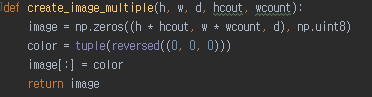 def create_image_multiple(h, w, d, hcout, wcount):
    image = np.zeros((h * hcout, w * wcount, d), np.uint8)
    color = tuple(reversed((0, 0, 0)))
    image[:] = color
    return image